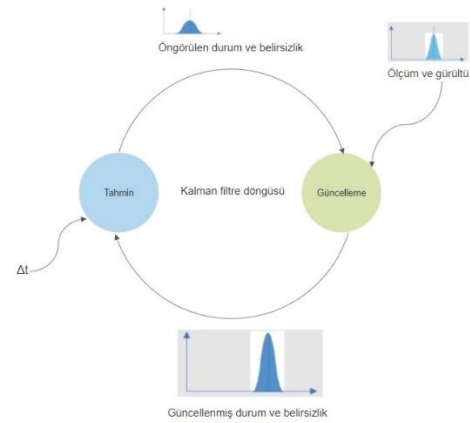 Öngörülen durum ve belirsizlik
Ölçüm ve gürültü
Tahmin
Kalman filtre döngüsü
Güncelleme
Δt
Güncellenmiş durum ve belirsizlik